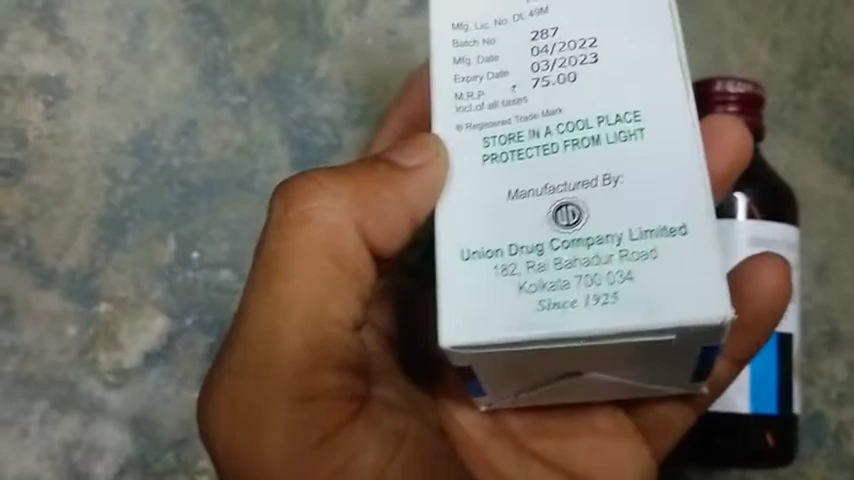 Mfg. Lic. No. DL 49M
Batch No 287
Mfg. Date 04/2022
Expiry Date 03/2023
M.R.P ₹ 75.00
Incl.of all taxes
® Registered Trade Mark
STORE IN A COOL PLACE
PROTECTED FROM LIGHT
Manufactured By:
UD
Union Drug Company Limited
182, Rai Bahadur Road
Kolkata 700 034
Since 1925